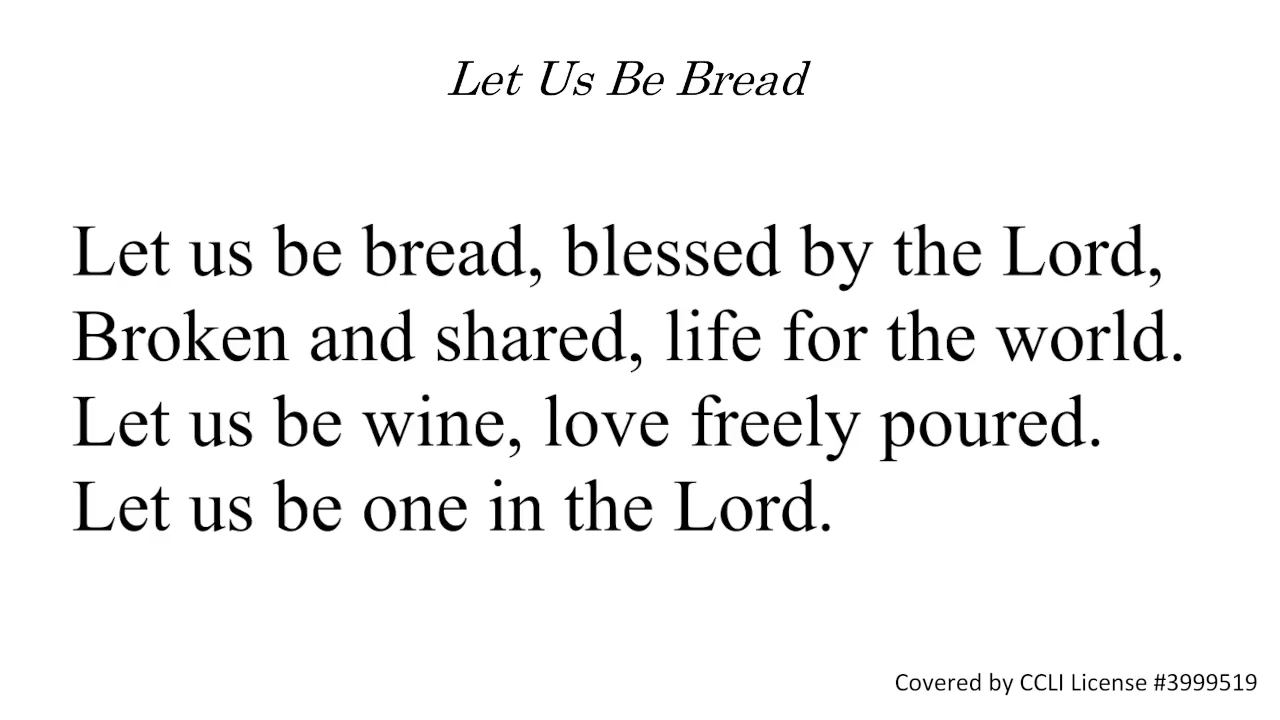 Let Us Be Bread
Let us be bread, blessed by the Lord,
Broken and shared, life for the world.
Let us be wine, love freely poured.
Let us be one in the Lord.
Covered by CCLI License #3999519